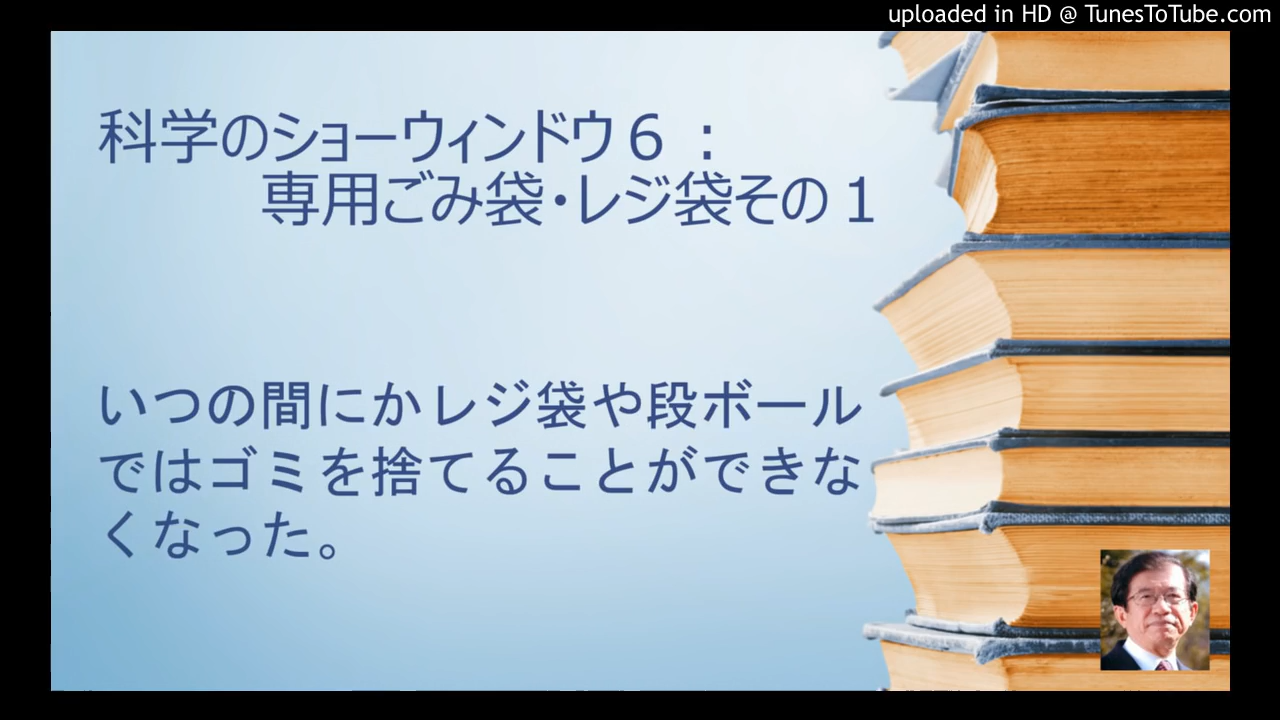 uploaded in HD @ TunesToTube.com
科学のショーウィンドウ６：
専用ごみ袋・レジ袋その１
いつの間にかレジ袋や段ボール
ではゴミを捨てることができな
くなった。